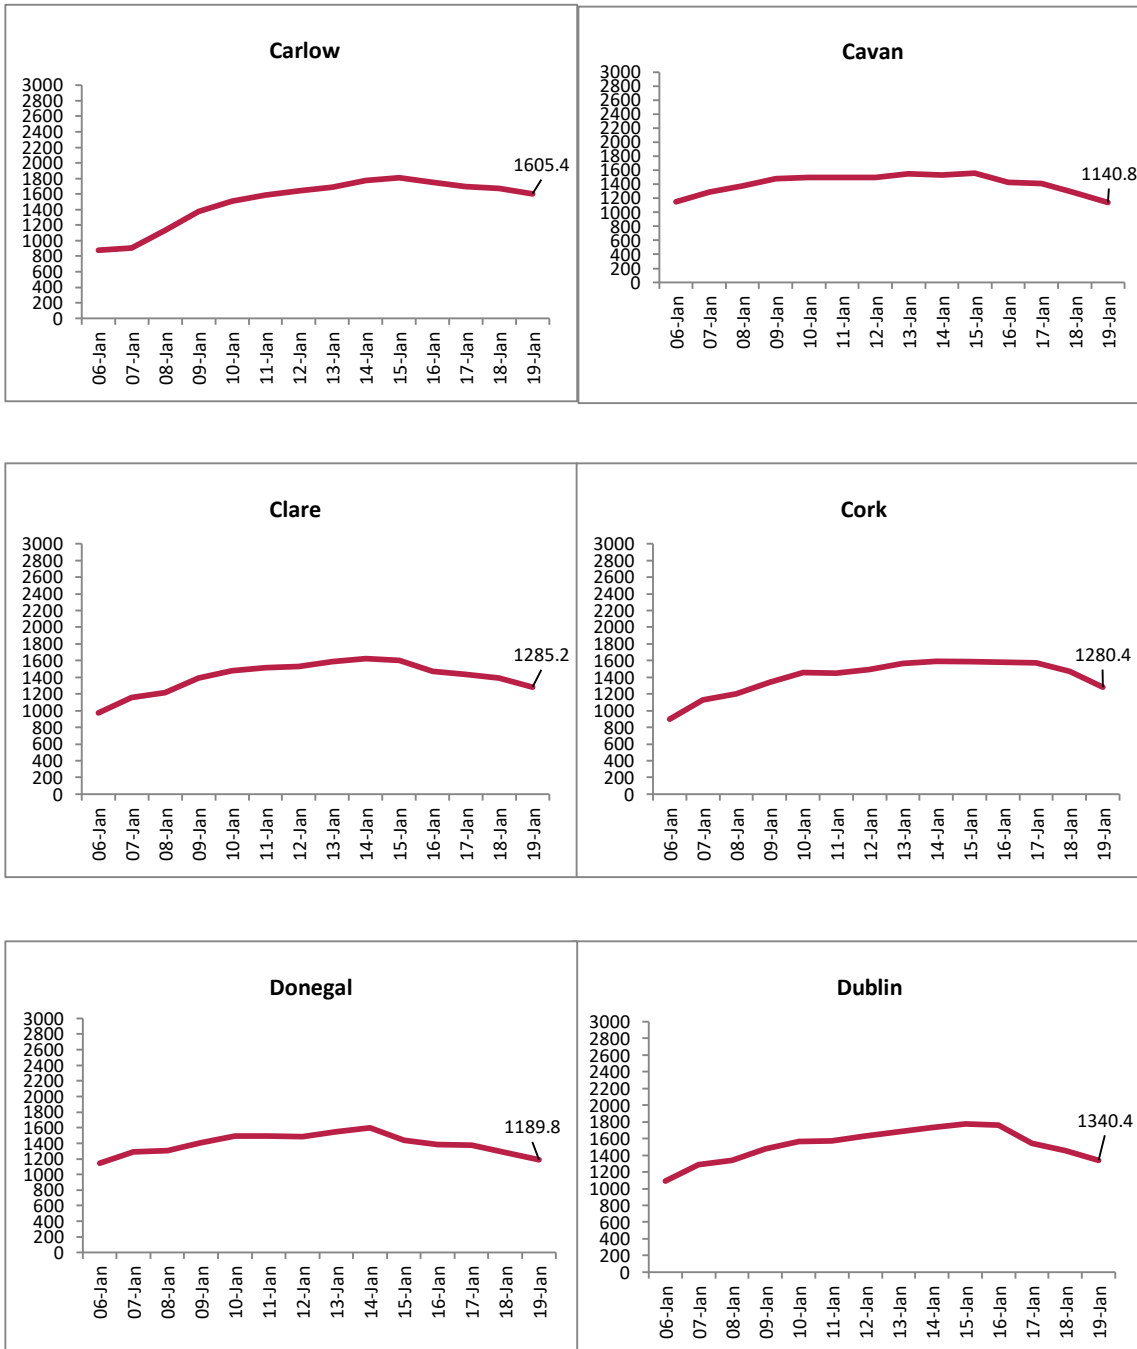 Carlow
3000
2800
2600
2400
2200
2000
1800
1600
1400
1200
1000
800
600
400
200
0
1605.4
06-Jan
07-Jan
08-Jan
09-Jan
10-Jan
11-Jan
12-Jan
13-Jan
14-Jan
15-Jan
16-Jan
17-Jan
18-Jan
19-Jan
Cavan
3000
2800
2600
2400
2200
2000
1800
1600
1400
1200
1000
800
600
400
200
0
1140.8
06-Jan
07-Jan
08-Jan
09-Jan
10-Jan
11-Jan
12-Jan
13-Jan
14-Jan
15-Jan
16-Jan
17-Jan
18-Jan
19-Jan
Clare
3000
2800
2600
2400
2200
2000
1800
1600
1400
1200
1000
800
600
400
200
0
1285.2
06-Jan
07-Jan
08-Jan
09-Jan
10-Jan
11-Jan
12-Jan
13-Jan
14-Jan
15-Jan
16-Jan
17-Jan
18-Jan
19-Jan
Cork
3000
2800
2600
2400
2200
2000
1800
1600
1400
1200
1000
800
600
400
200
0
1280.4
06-Jan
07-Jan
08-Jan
09-Jan
10-Jan
11-Jan
12-Jan
13-Jan
14-Jan
15-Jan
16-Jan
17-Jan
18-Jan
19-Jan
Donegal
3000
2800
2600
2400
2200
2000
1800
1600
1400
1200
1000
800
600
400
200
0
1189.8
06-Jan
07-Jan
08-Jan
09-Jan
10-Jan
11-Jan
12-Jan
13-Jan
14-Jan
15-Jan
16-Jan
17-Jan
18-Jan
19-Jan
Dublin
3000
2800
2600
2400
2200
2000
1800
1600
1400
1200
1000
800
600
400
200
0
1340.4
06-Jan
07-Jan
08-Jan
09-Jan
10-Jan
11-Jan
12-Jan
13-Jan
14-Jan
15-Jan
16-Jan
17-Jan
18-Jan
19-Jan